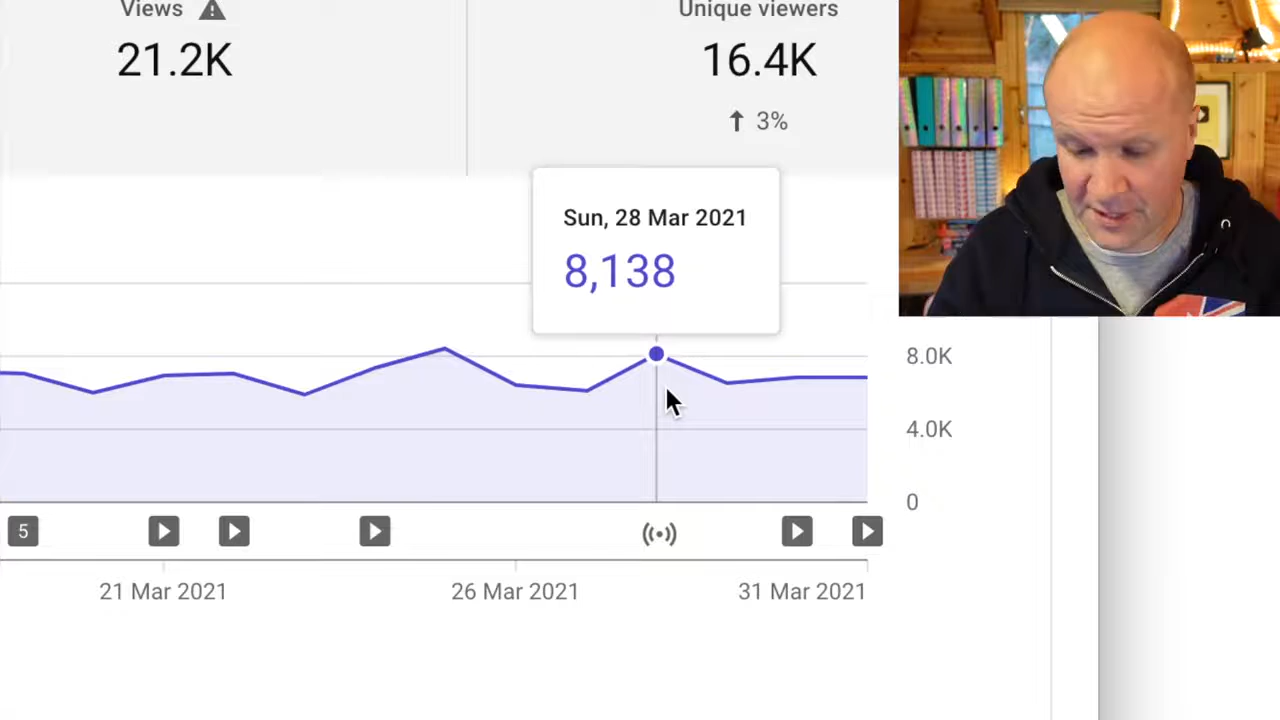 Views
Unique viewers
21.2K
16.4K
3%
Sun, 28 Mar 2021
8,138
8.0K
4.0K
0
5
21 Mar 2021
26 Mar 2021
31 Mar 2021